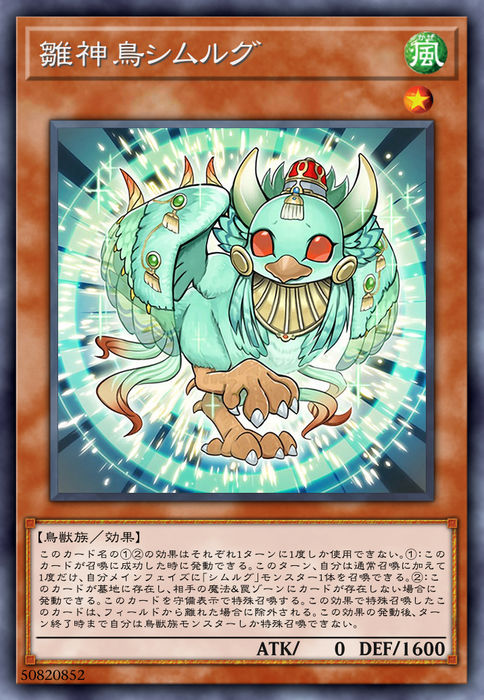 雛神鳥シムルグ
かぜ
風
【鳥獣族／効果】
このカード名の①②の効果はそれぞれ1ターンに1度しか使用できない。①：この
カードが召喚に成功した時に発動できる。このターン、自分は通常召喚に加えて
1度だけ、自分メインフェイズに「シムルグ」モンスター1体を召喚できる。②：こ
のカードが墓地に存在し、相手の魔法&罠ゾーンにカードが存在しない場合に
発動できる。このカードを守備表示で特殊召喚する。この効果で特殊召喚したこ
のカードは、フィールドから離れた場合に除外される。この効果の発動後、ター
ン終了時まで自分は鳥獣族モンスターしか特殊召喚できない。
ATK/ 0 DEF/1600
50820852